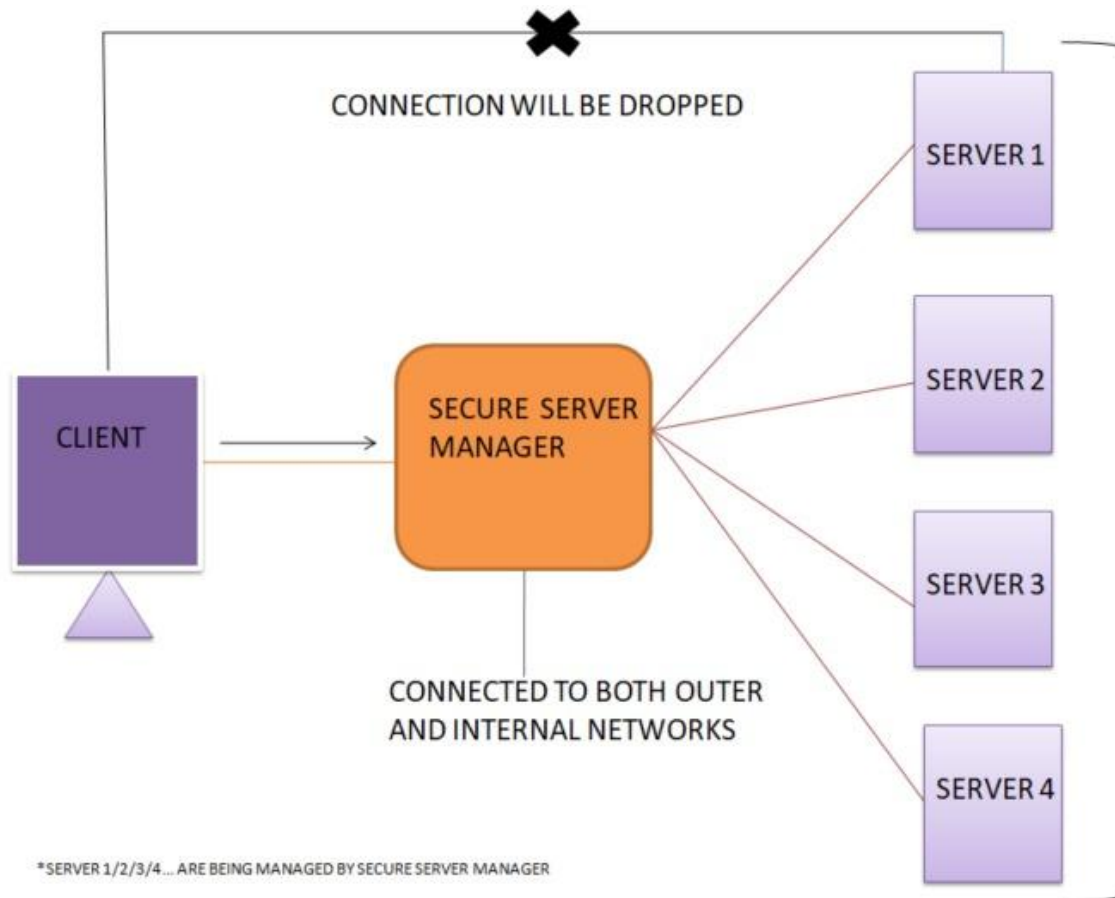 CONNECTION WILL BE DROPPED
SERVER 1
SERVER 2
CLIENT
SECURE SERVER
MANAGER
SERVER 3
CONNECTED TO BOTH OUTER
AND INTERNAL NETWORKS
SERVER 4
*SERVER 1/2/3/4... ARE BEING MANAGED BY SECURE SERVER MANAGER